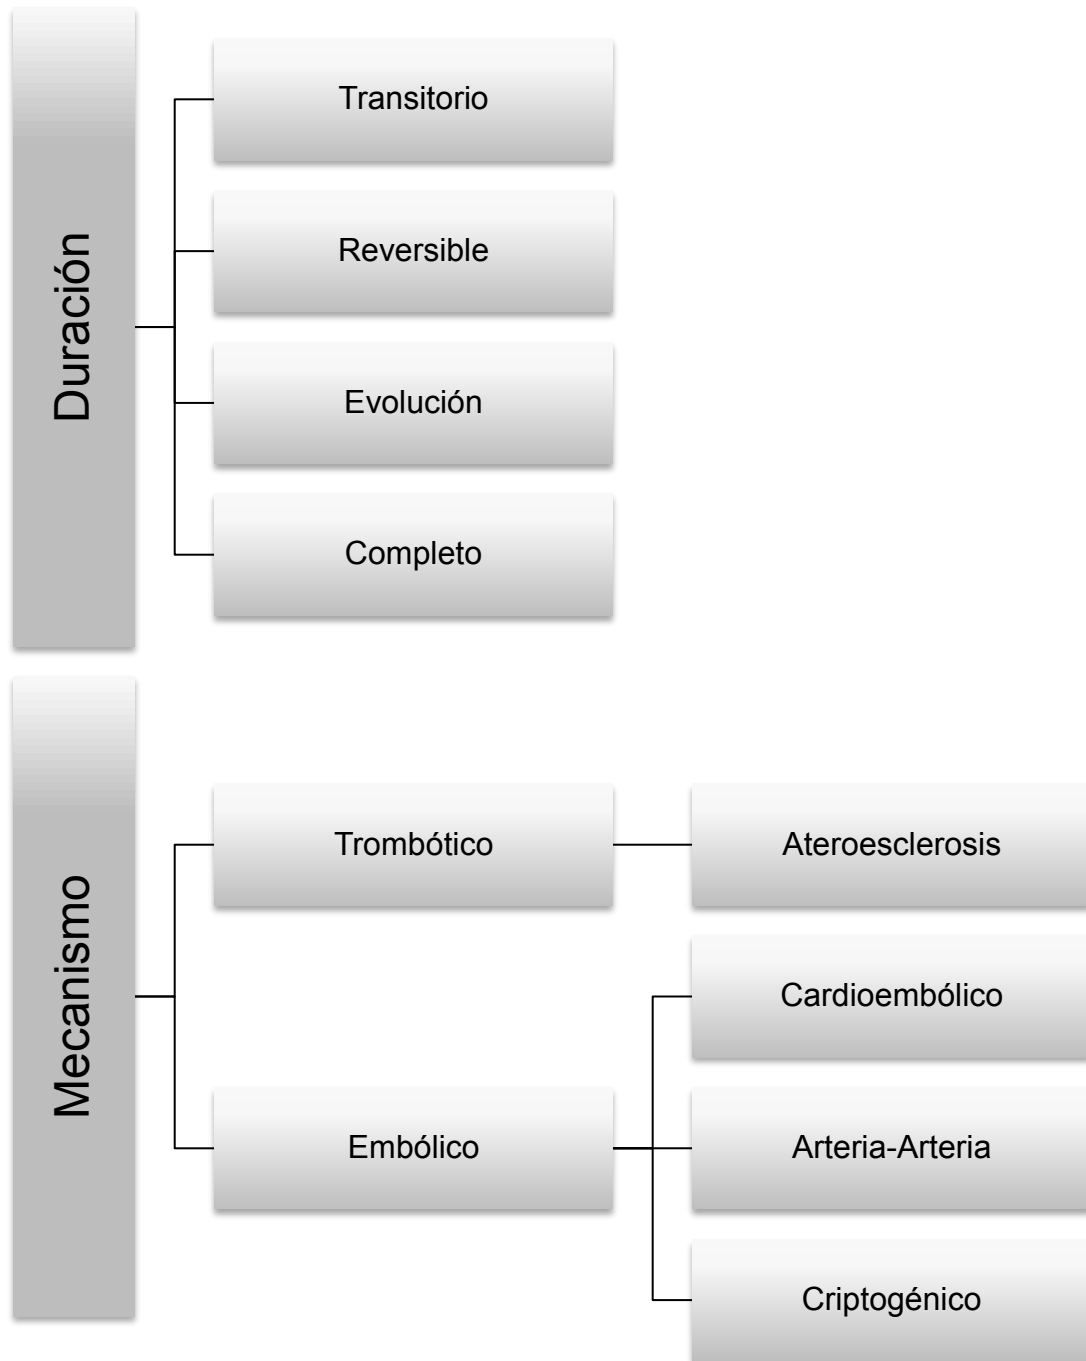 Duración
Transitorio
Reversible
Evolución
Completo
Mecanismo
Trombótico
Ateroesclerosis
Embólico
Cardioembólico
Arteria-Arteria
Criptogénico